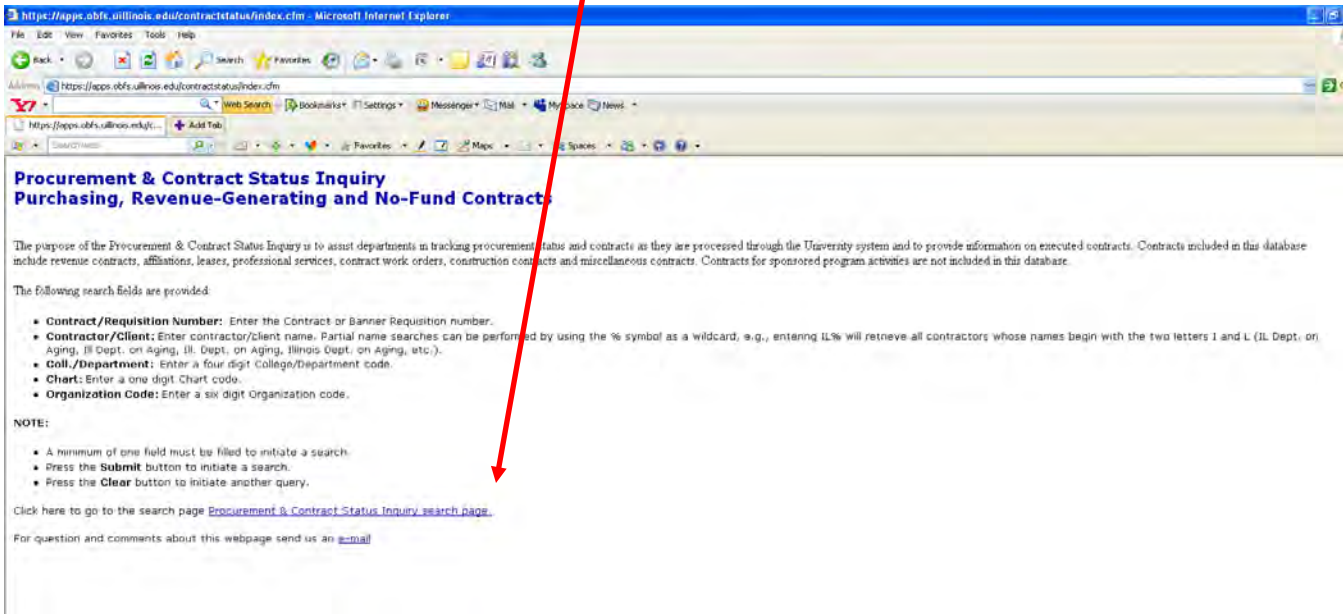 https://apps.obfs.uillinois.edu/contractstatus/index.cfm - Microsoft Internet Explorer
File Edit View Favorites Tools Help
Back Search Favorites
Address https://apps.obfs.uillinois.edu/contractstatus/index.cfm
Y7 Web Search Bookmarks Settings Messenger Mail MySpace News
https://apps.obfs.uillinois.edu/c... Add Tab
Favorites Maps Spaces
Procurement & Contract Status Inquiry
Purchasing, Revenue-Generating and No-Fund Contracts
The purpose of the Procurement & Contract Status Inquiry is to assist departments in tracking procurement status and contracts as they are processed through the University system and to provide information on executed contracts. Contracts included in this database
include revenue contracts, affiliations, leases, professional services, contract work orders, construction contracts and miscellaneous contracts. Contracts for sponsored program activities are not included in this database.
The following search fields are provided:
• Contract/Requisition Number: Enter the Contract or Banner Requisition number.
• Contractor/Client: Enter contractor/client name. Partial name searches can be performed by using the % symbol as a wildcard, e.g., entering IL% will retrieve all contractors whose names begin with the two letters I and L (IL Dept. on
Aging, Ill Dept. on Aging, Ill. Dept. on Aging, Illinois Dept. on Aging, etc.).
• Coll./Department: Enter a four digit College/Department code.
• Chart: Enter a one digit Chart code.
• Organization Code: Enter a six digit Organization code.
NOTE:
• A minimum of one field must be filled to initiate a search.
• Press the Submit button to initiate a search.
• Press the Clear button to initiate another query.
Click here to go to the search page Procurement & Contract Status Inquiry search page.
For question and comments about this webpage send us an e-mail